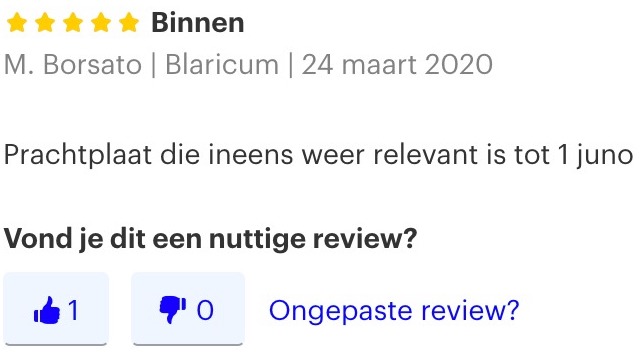 Binnen
M. Borsato | Blaricum | 24 maart 2020
Prachtplaat die ineens weer relevant is tot 1 juno
Vond je dit een nuttige review?
1 0 Ongepaste review?